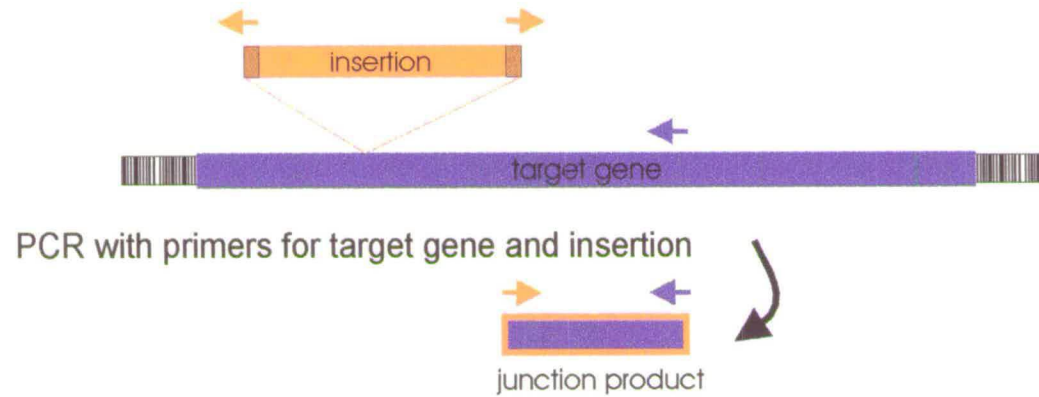 insertion
target gene
PCR with primers for target gene and insertion
junction product